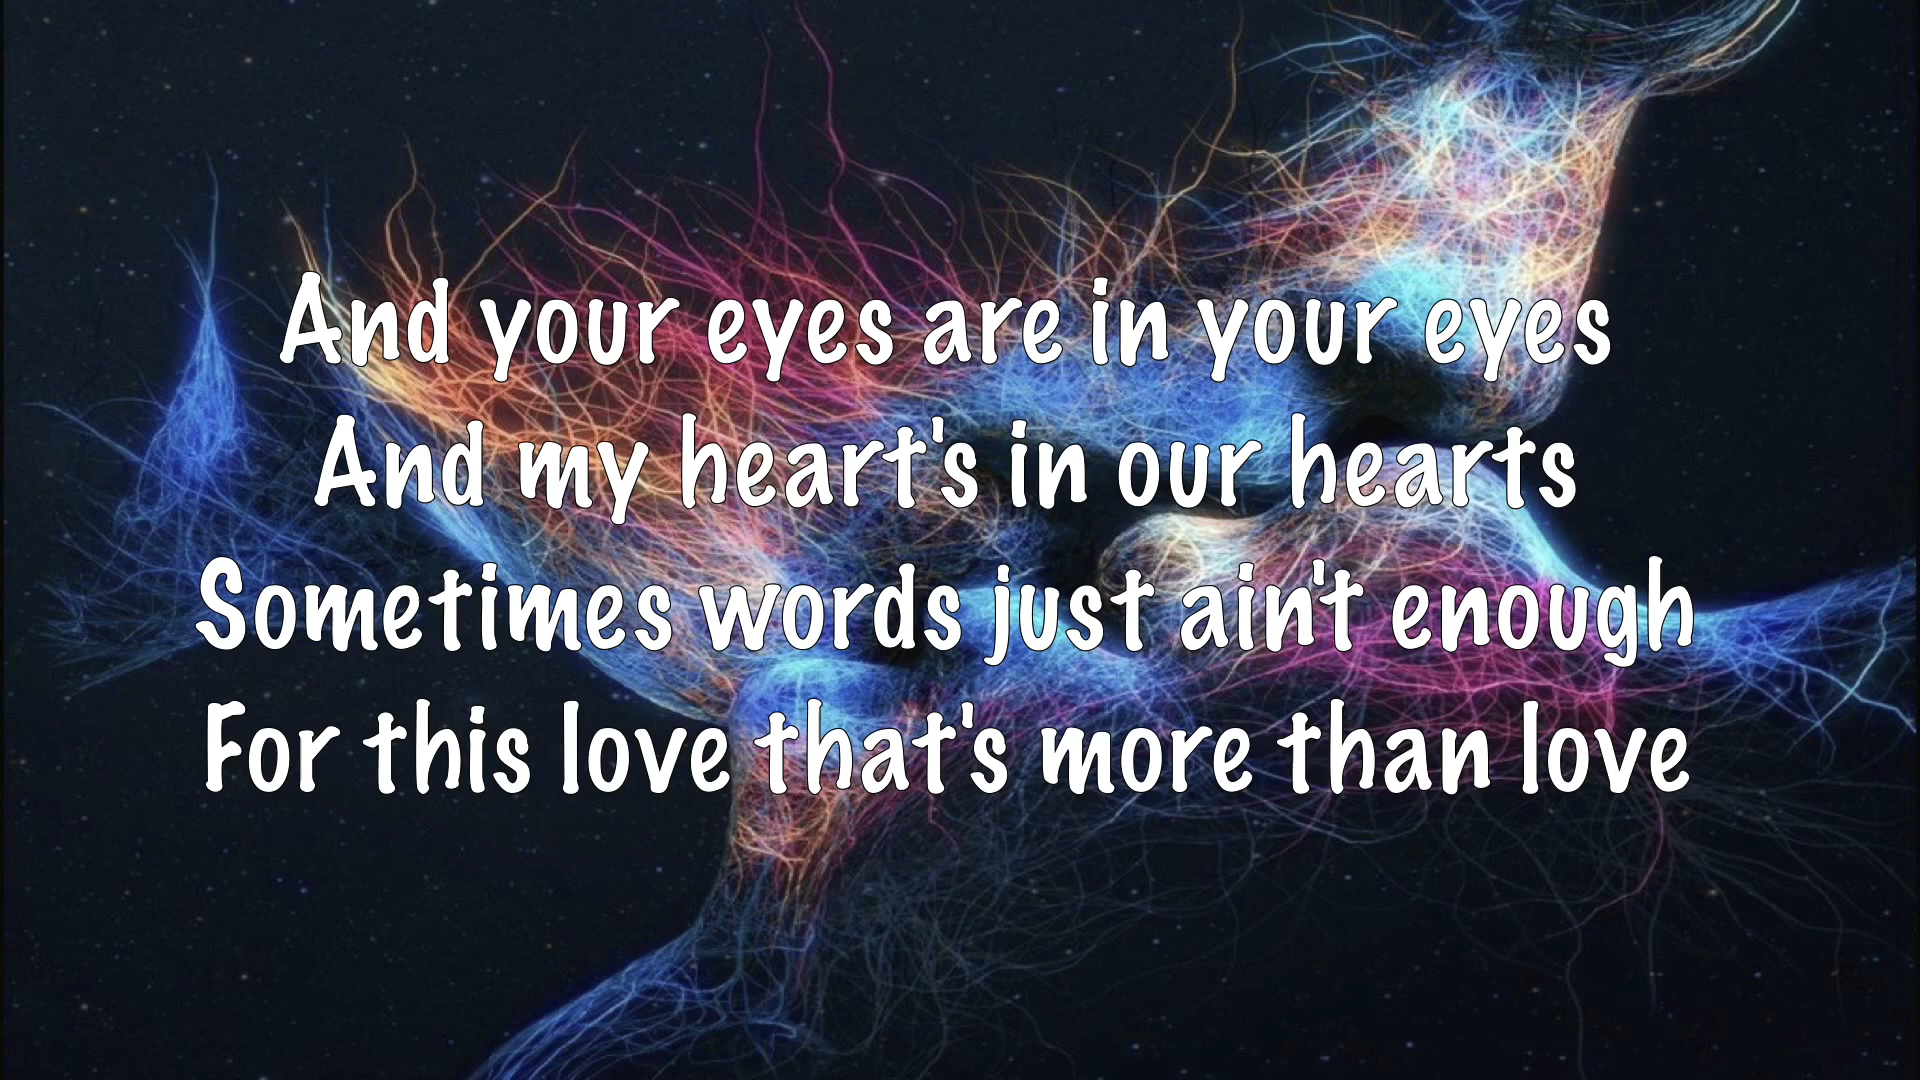 And your eyes are in your eyes
And my heart's in our hearts
Sometimes words just ain't enough
For this love that's more than love